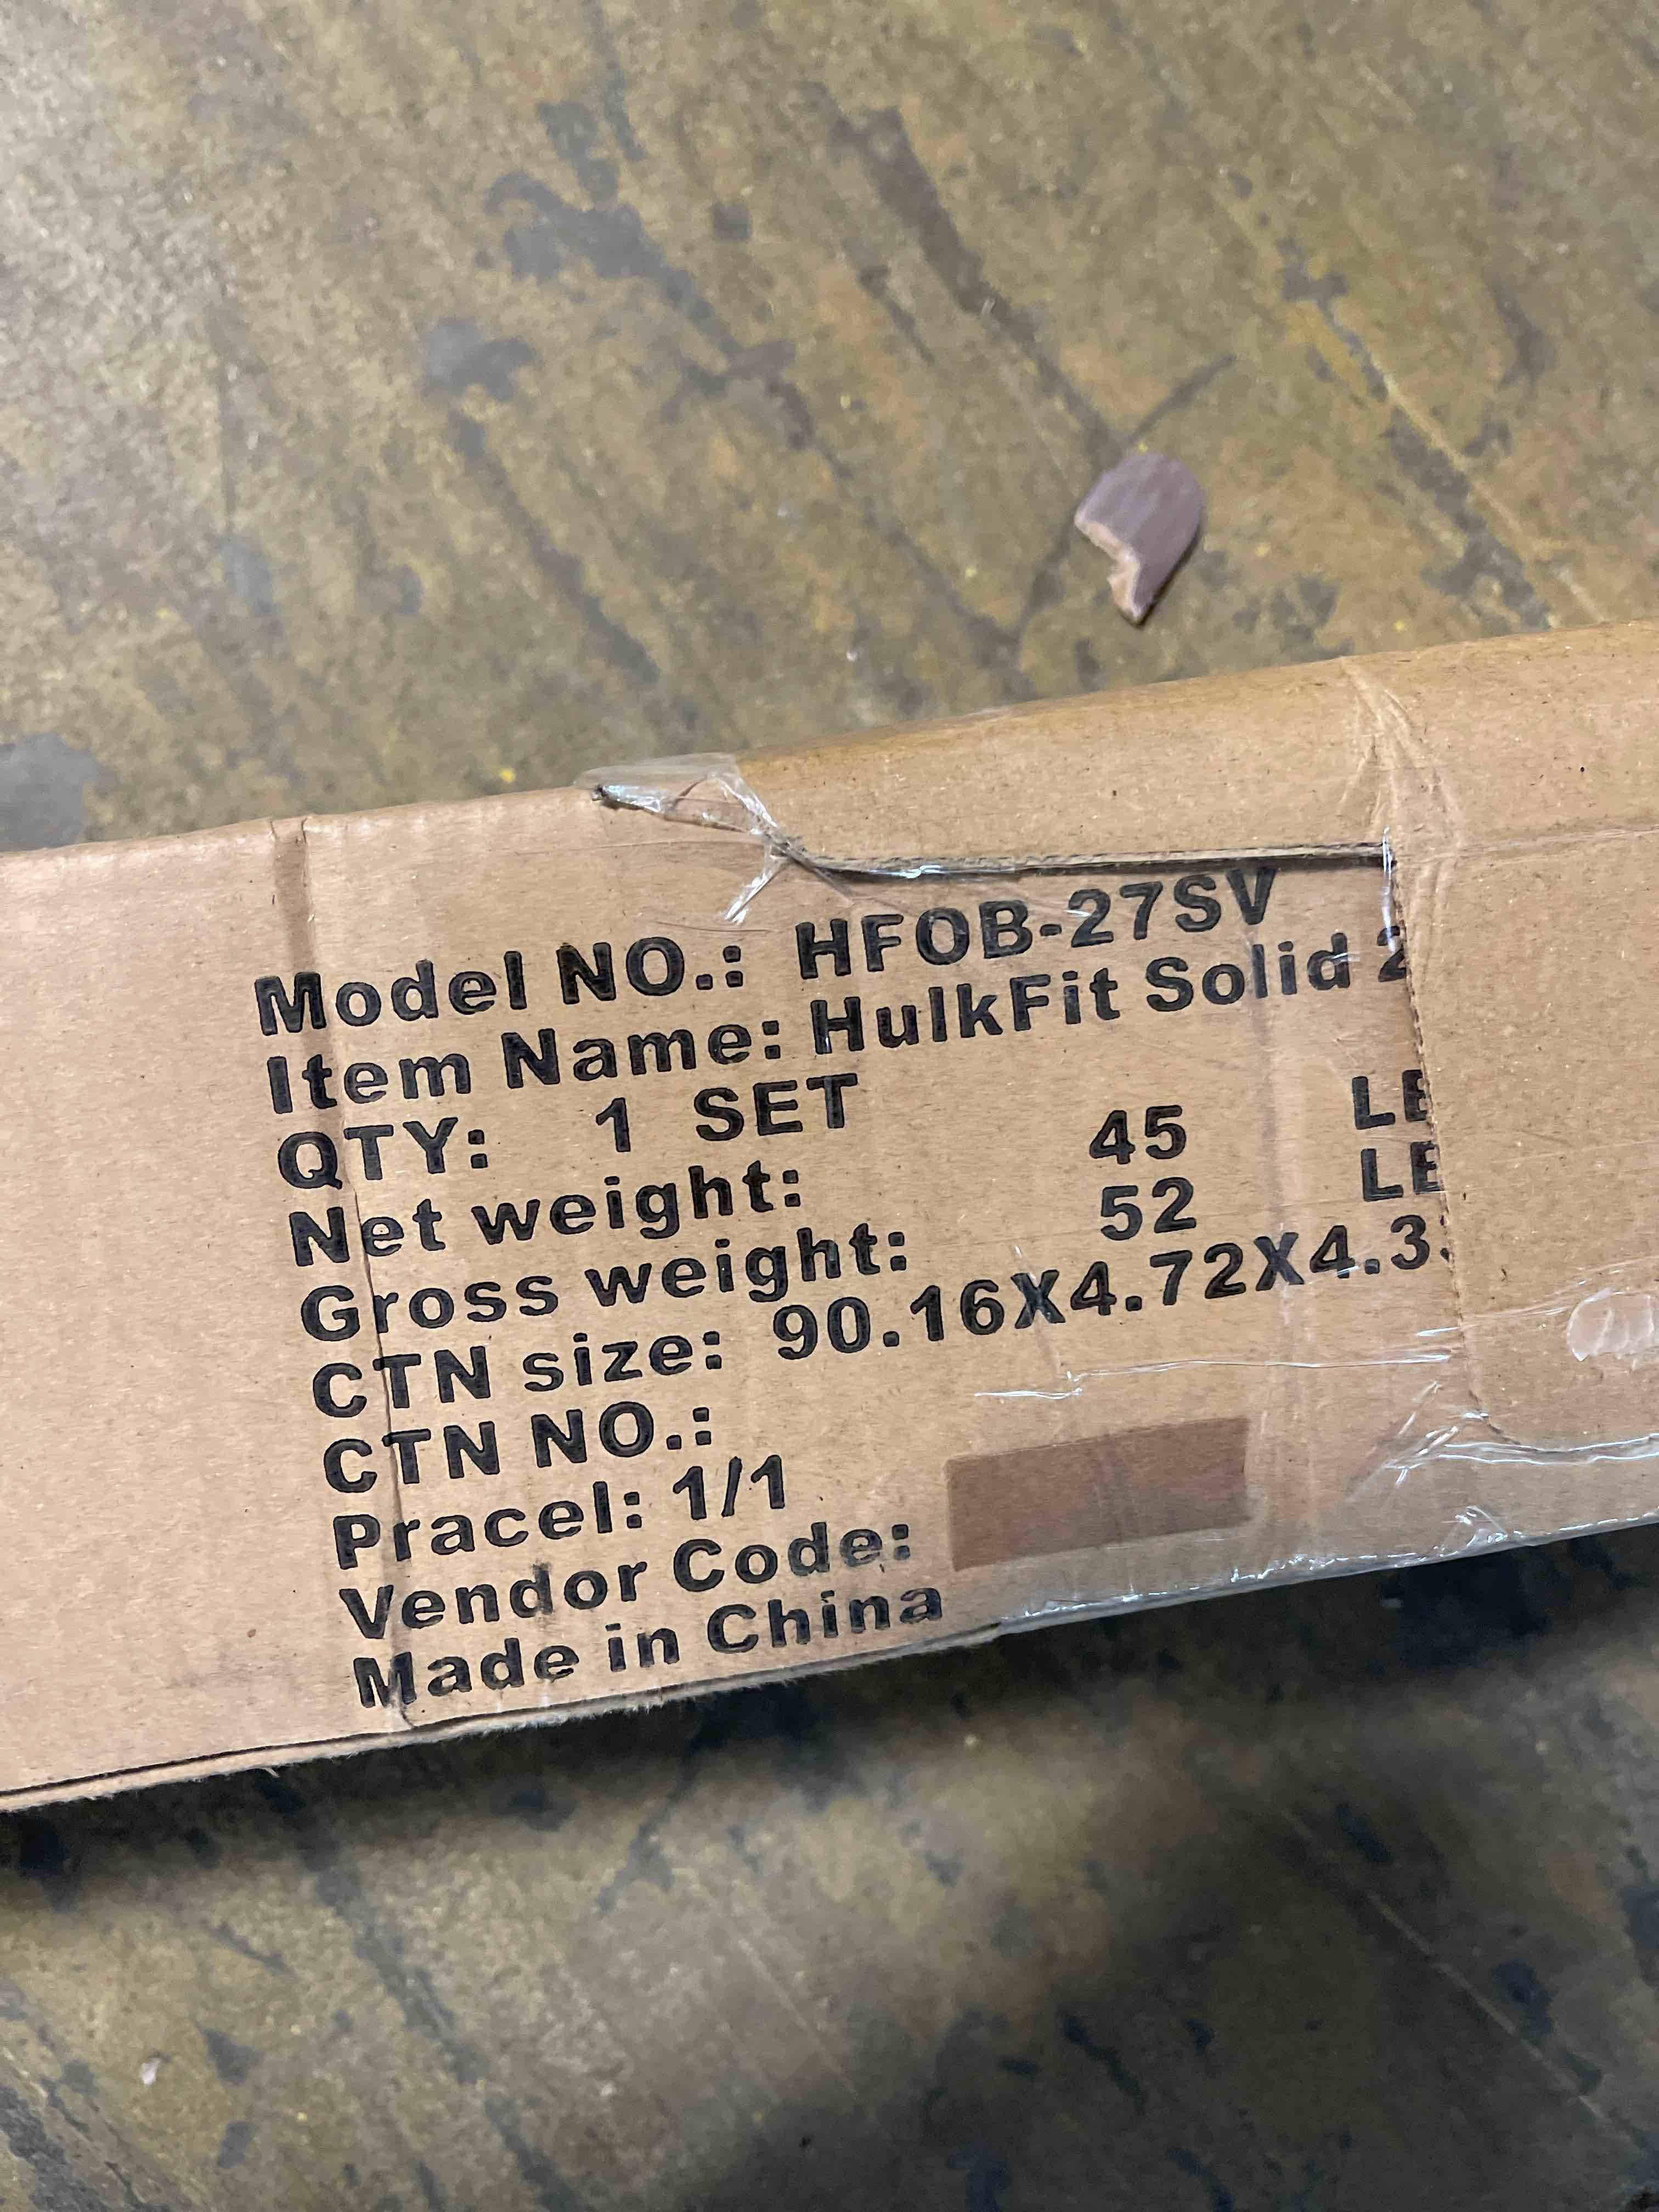 Model NO.: HFOB-27SV
Item Name: HulkFit Solid 2
QTY: 1 SET
Net weight: 45
Gross weight: 52
CTN size: 90.16X4.72X4.3
CTN NO.:
Pracel: 1/1
Vendor Code:
Made in China